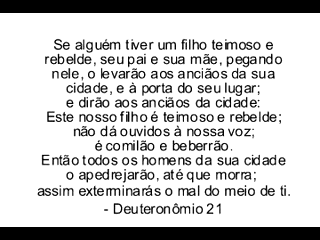 Se alguém tiver um filho teimoso e
rebelde, seu pai e sua mãe, pegando
nele, o levarão aos anciãos da sua
cidade, e à porta do seu lugar;
e dirão aos anciãos da cidade:
Este nosso filho é teimoso e rebelde;
não dá ouvidos à nossa voz;
é comilão e beberrão.
Então todos os homens da sua cidade
o apedrejarão, até que morra;
assim exterminarás o mal do meio de ti.
- Deuteronômio 21